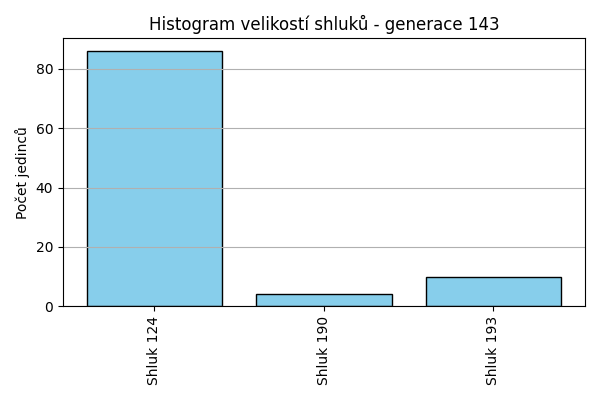 Histogram velikostí shluků - generace 143
Počet jedinců
80
60
40
20
0
Shluk 124
Shluk 190
Shluk 193